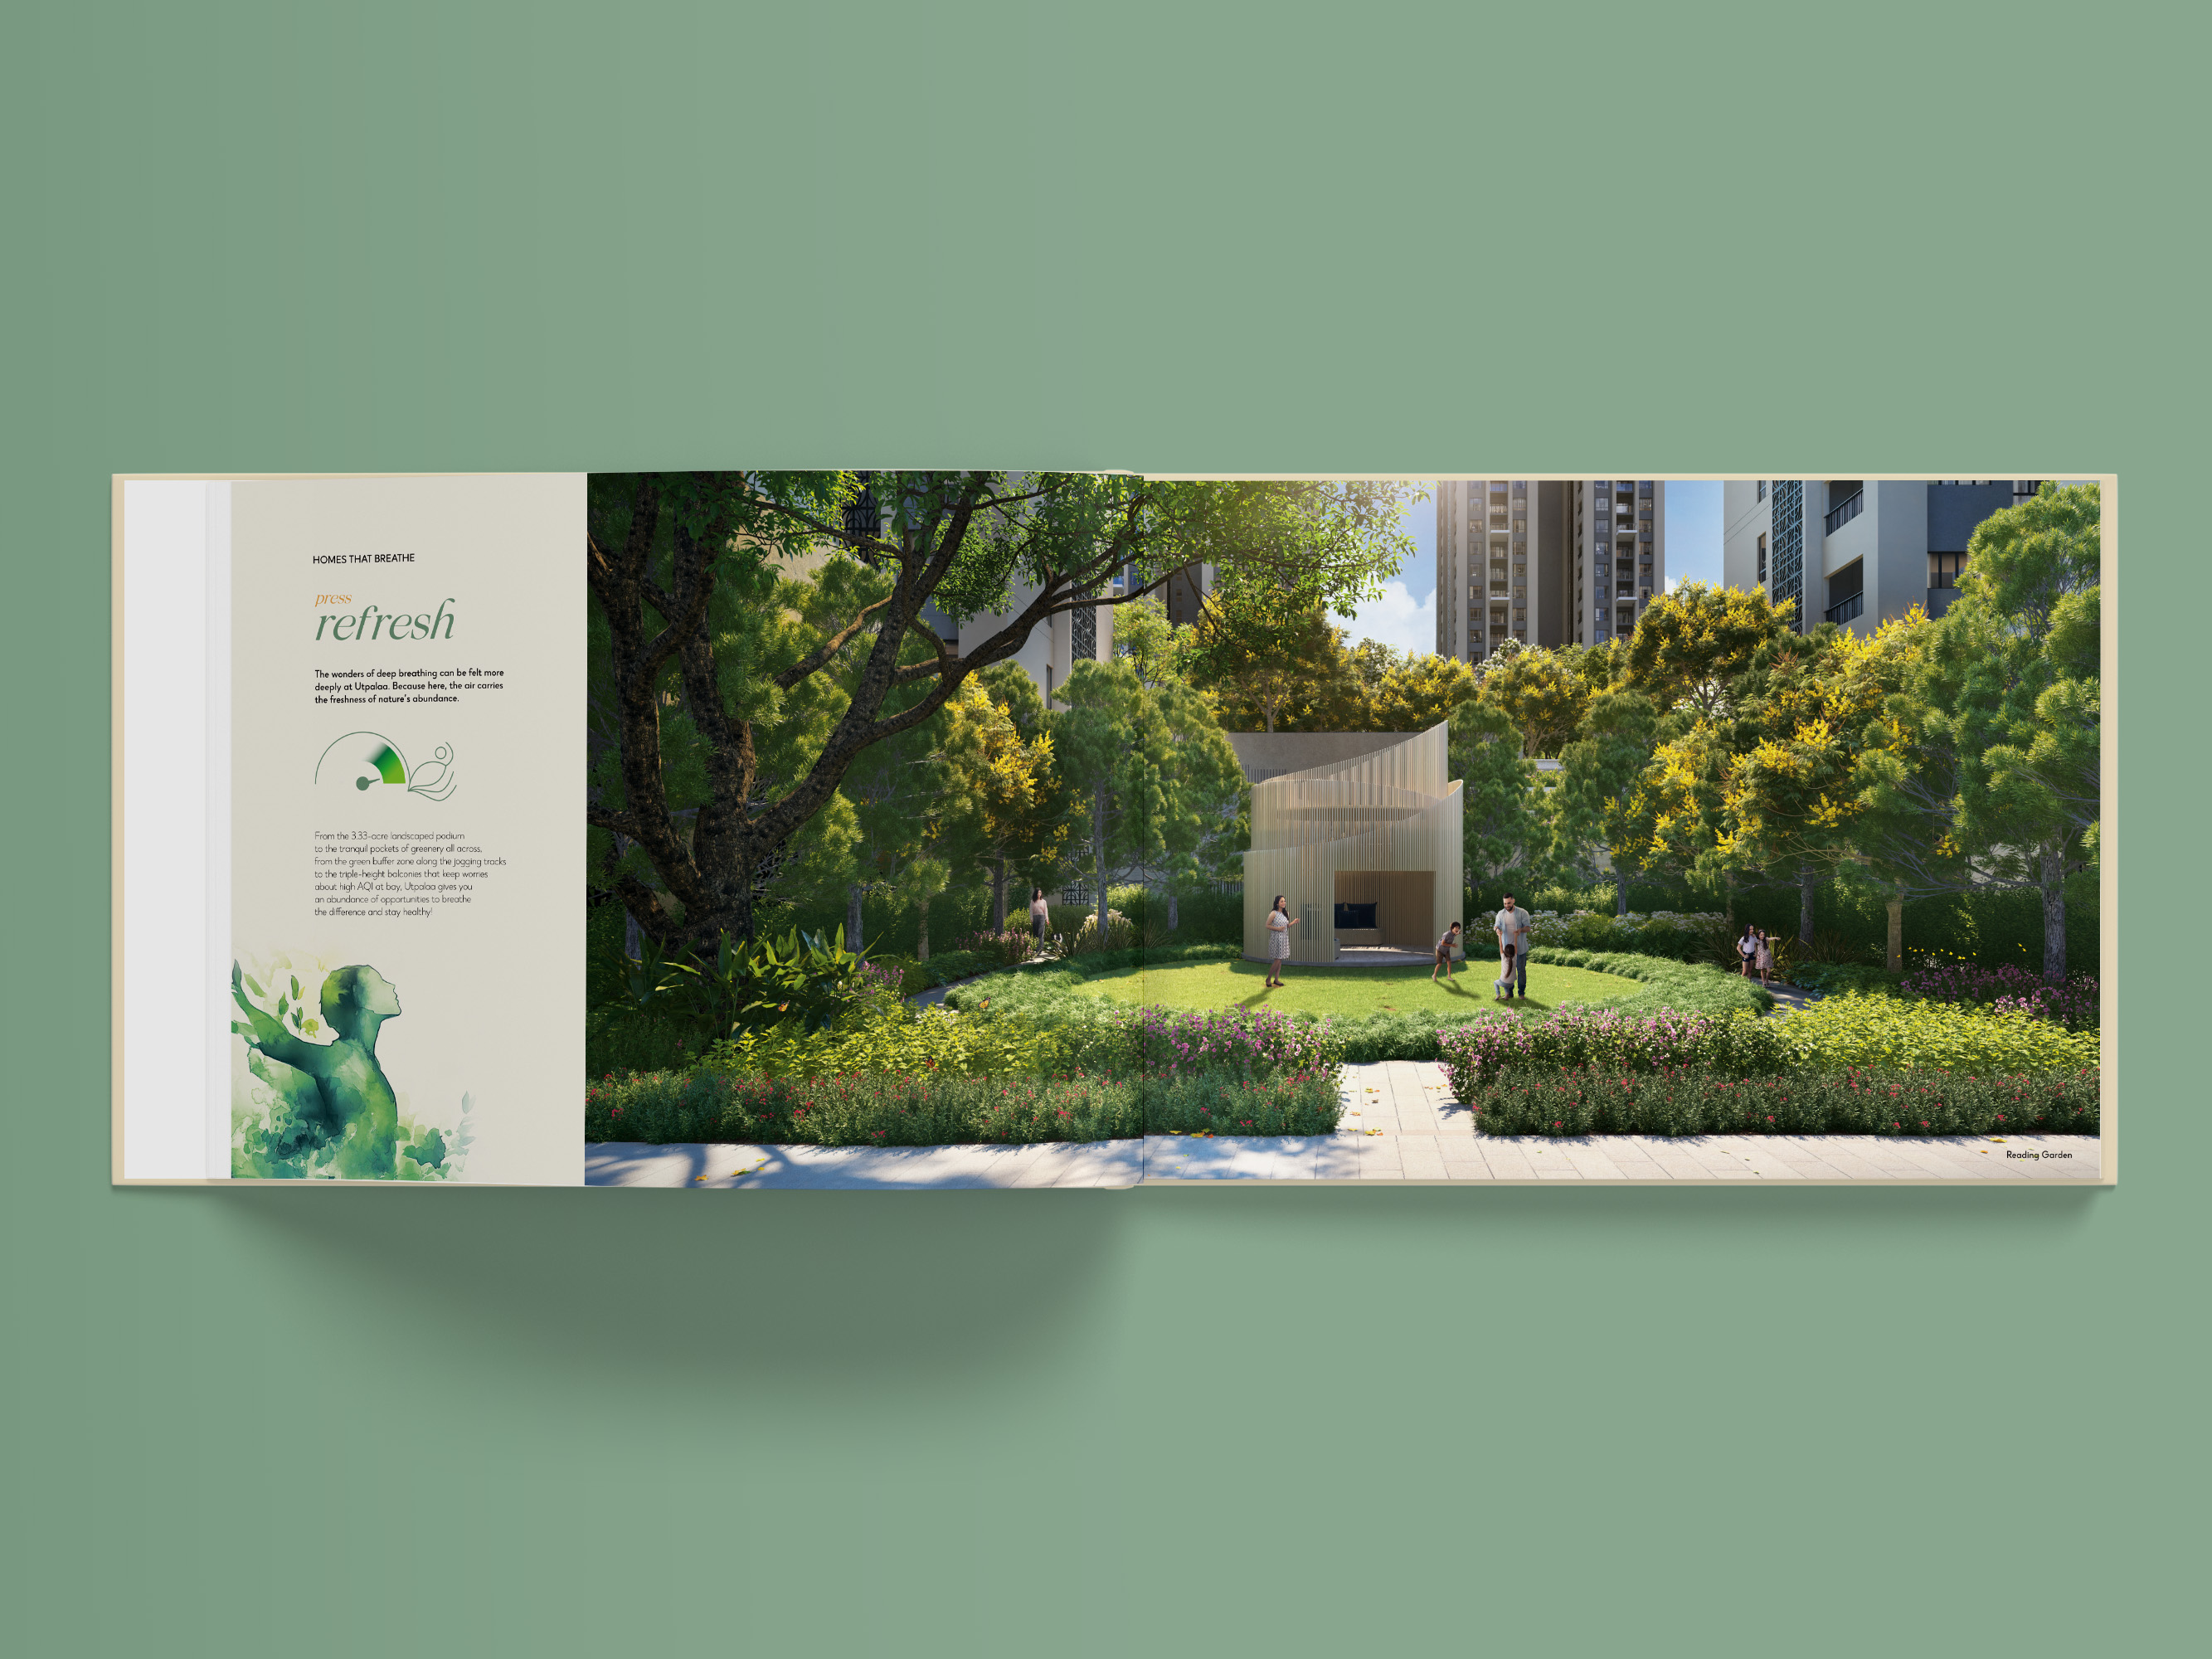 HOMES THAT BREATHE
press
refresh
The wonders of deep breathing can be felt more
deeply at Utpalaa. Because here, the air carries
the freshness of nature's abundance.
From the 3.33-acre landscaped podium
to the tranquil pockets of greenery all across,
from the green buffer zone along the jogging tracks
to the triple-height balconies that keep worries
about high AQI at bay, Utpalaa gives you
an abundance of opportunities to breathe
the difference and stay healthy!
Reading Garden